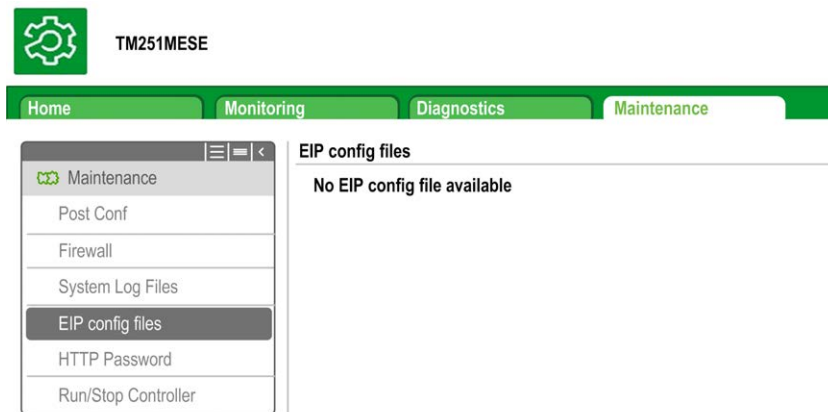 TM251MESE
Home
Monitoring
Diagnostics
Maintenance
Maintenance
Post Conf
Firewall
System Log Files
EIP config files
HTTP Password
Run/Stop Controller
EIP config files
No EIP config file available